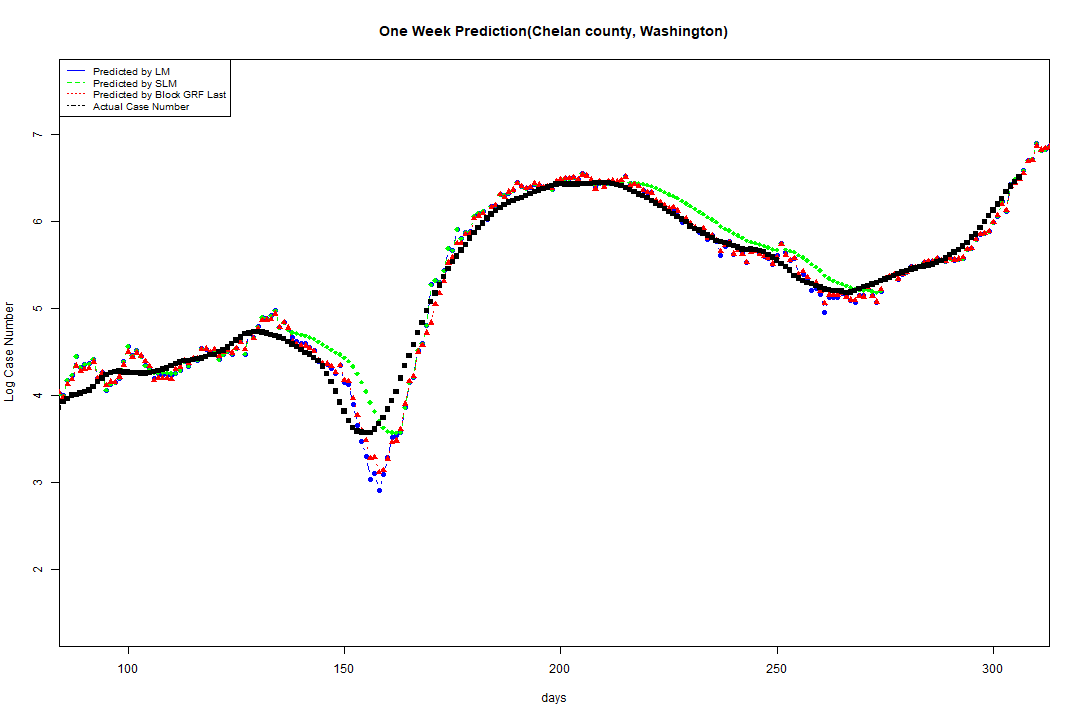 One Week Prediction(Chelan county, Washington)
Predicted by LM
Predicted by SLM
Predicted by Block GRF Last
Actual Case Number
7
6
5
4
3
2
Log Case Number
100 150 200 250 300
days